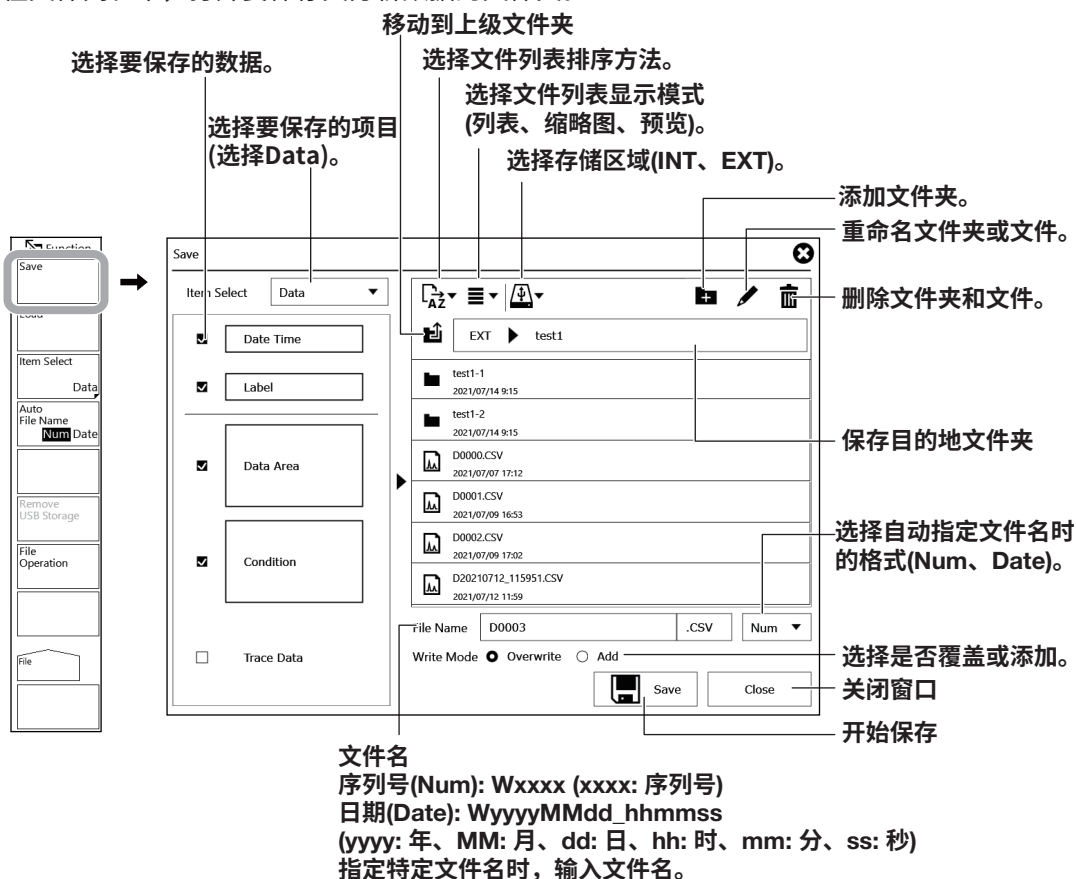 移动到上级文件夹
选择要保存的数据。
选择文件列表排序方法。
选择文件列表显示模式
(列表、缩略图、预览)。
选择要保存的项目
(选择Data)。
选择存储区域(INT、EXT)。
添加文件夹。
重命名文件夹或文件。
删除文件夹和文件。
保存目的地文件夹
选择自动指定文件名时
的格式(Num、Date)。
选择是否覆盖或添加。
关闭窗口
开始保存
Function
Save
Load
Item Select
Data
Auto
File Name
Num Date
Remove
USB Storage
File
Operation
File
Save
Item Select Data
Date Time
Label
Data Area
Condition
Trace Data
AZ
EXT test1
test1-1
2021/07/14 9:15
test1-2
2021/07/14 9:15
D0000.CSV
2021/07/07 17:12
D0001.CSV
2021/07/09 16:53
D0002.CSV
2021/07/09 17:02
D20210712_115951.CSV
2021/07/12 11:59
File Name D0003 .CSV Num
Write Mode Overwrite Add
Save Close
文件名
序列号(Num): Wxxxx (xxxx: 序列号)
日期(Date): WyyyyMMdd_hhmmss
(yyyy: 年、MM: 月、dd: 日、hh: 时、mm: 分、ss: 秒)
指定特定文件名时，输入文件名。